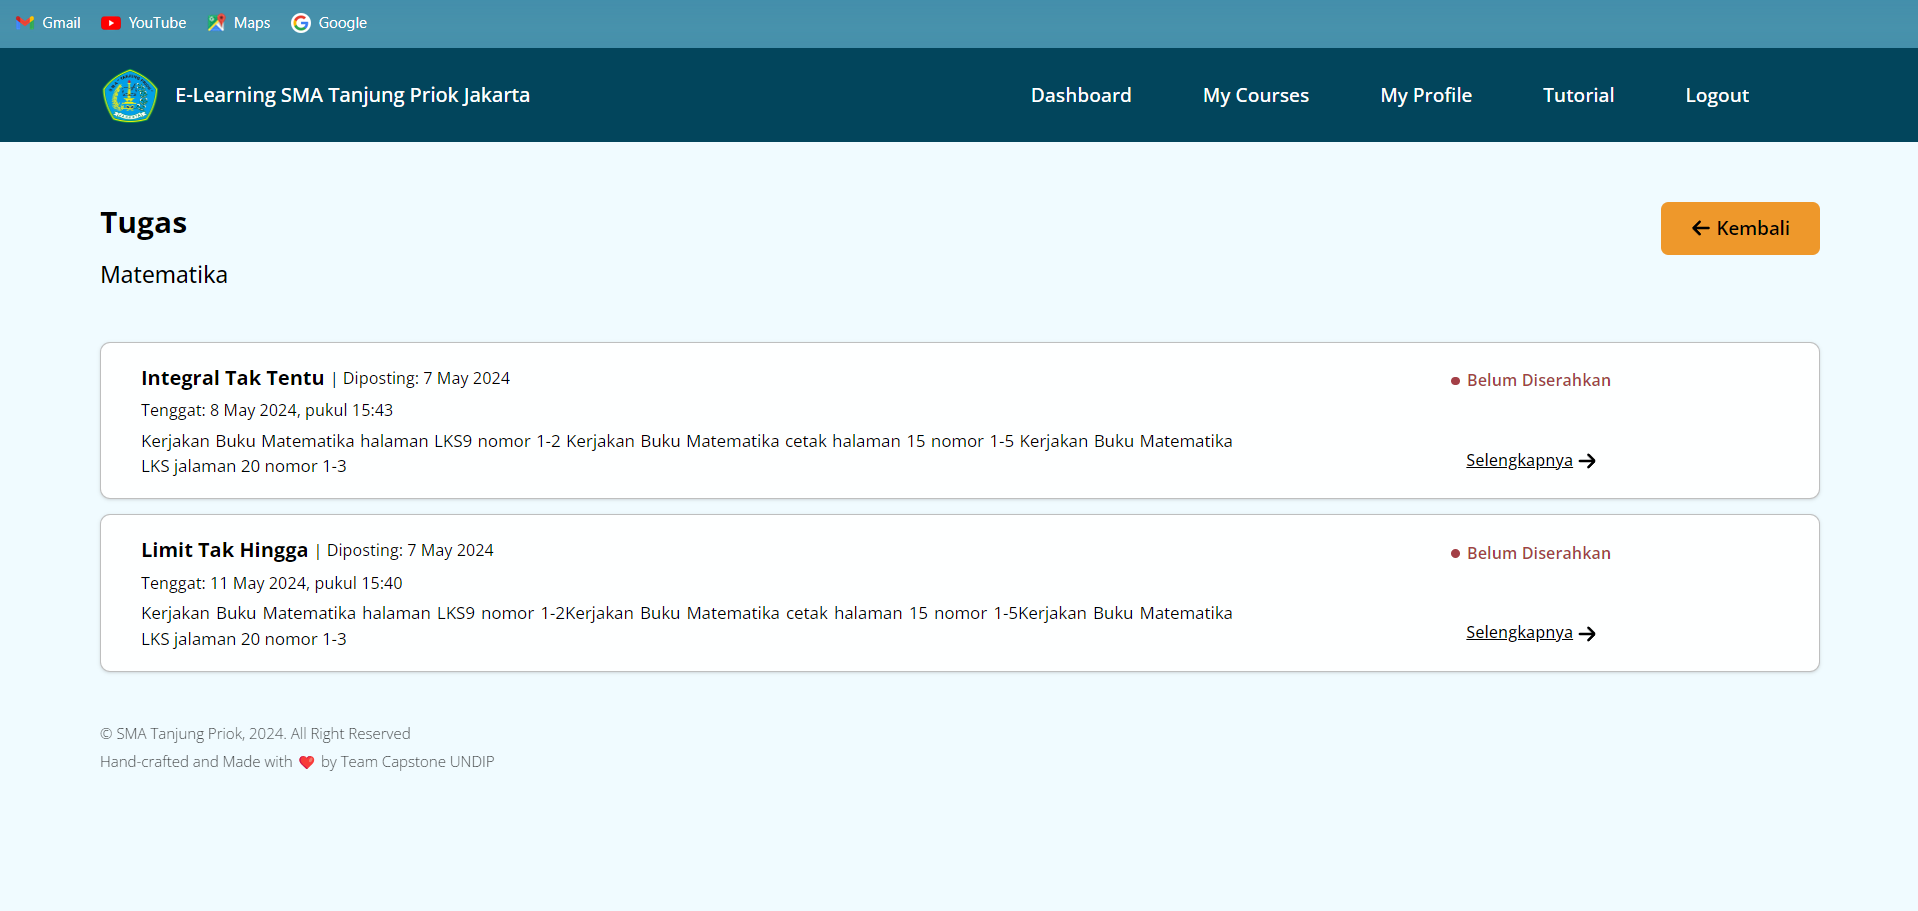 Gmail YouTube Maps Google
E-Learning SMA Tanjung Priok Jakarta Dashboard My Courses My Profile Tutorial Logout
Tugas
Kembali
Matematika
Integral Tak Tentu | Diposting: 7 May 2024
Belum Diserahkan
Tenggat: 8 May 2024, pukul 15:43
Kerjakan Buku Matematika halaman LKS9 nomor 1-2 Kerjakan Buku Matematika cetak halaman 15 nomor 1-5 Kerjakan Buku Matematika
LKS jalaman 20 nomor 1-3
Selengkapnya
Limit Tak Hingga | Diposting: 7 May 2024
Belum Diserahkan
Tenggat: 11 May 2024, pukul 15:40
Kerjakan Buku Matematika halaman LKS9 nomor 1-2Kerjakan Buku Matematika cetak halaman 15 nomor 1-5Kerjakan Buku Matematika
LKS jalaman 20 nomor 1-3
Selengkapnya
© SMA Tanjung Priok, 2024. All Right Reserved
Hand-crafted and Made with ❤️ by Team Capstone UNDIP